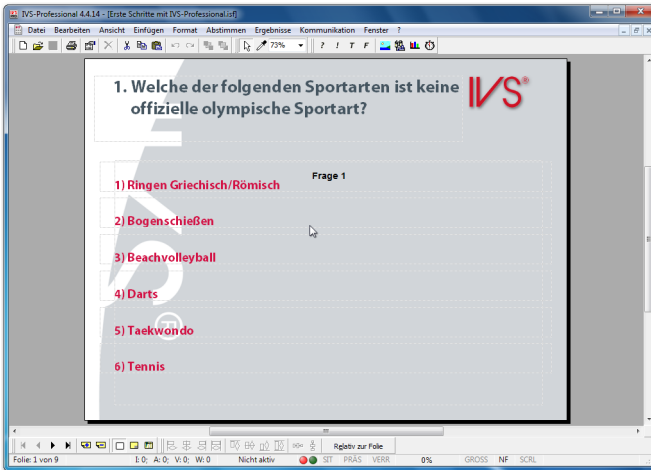 IVS-Professional 4.4.14 - [Erste Schritte mit IVS-Professional.isf]
Datei Bearbeiten Ansicht Einfügen Format Abstimmen Ergebnisse Kommunikation Fenster ?
73% ? ! T F
1. Welche der folgenden Sportarten ist keine
offizielle olympische Sportart?
IVS®
Frage 1
1) Ringen Griechisch/Römisch
2) Bogenschießen
3) Beachvolleyball
4) Darts
5) Taekwondo
6) Tennis
Relativ zur Folie
Folie: 1 von 9 I: 0; A: 0; V: 0; W: 0 Nicht aktiv SIT PRÄS VERR 0% GROSS NF SCRL